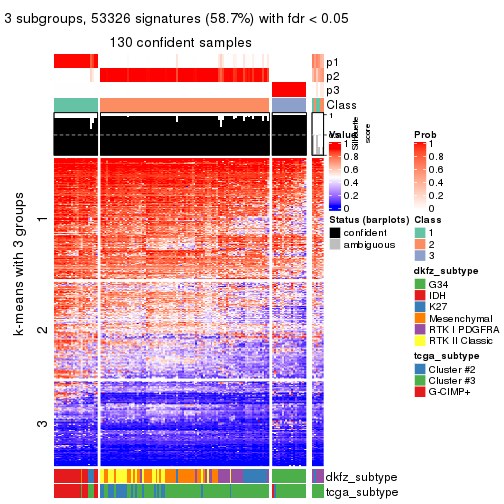 3 subgroups, 53326 signatures (58.7%) with fdr < 0.05
130 confident samples
p1
p2
p3
Class
1
Silhouette
score
k-means with 3 groups
1
2
3
Value
1
0.8
0.6
0.4
0.2
0
Prob
1
0.8
0.6
0.4
0.2
0
Status (barplots)
confident
ambiguous
Class
1
2
3
dkfz_subtype
G34
IDH
K27
Mesenchymal
RTK I PDGFRA
RTK II Classic
tcga_subtype
Cluster #2
Cluster #3
G-CIMP+
dkfz_subtype
tcga_subtype